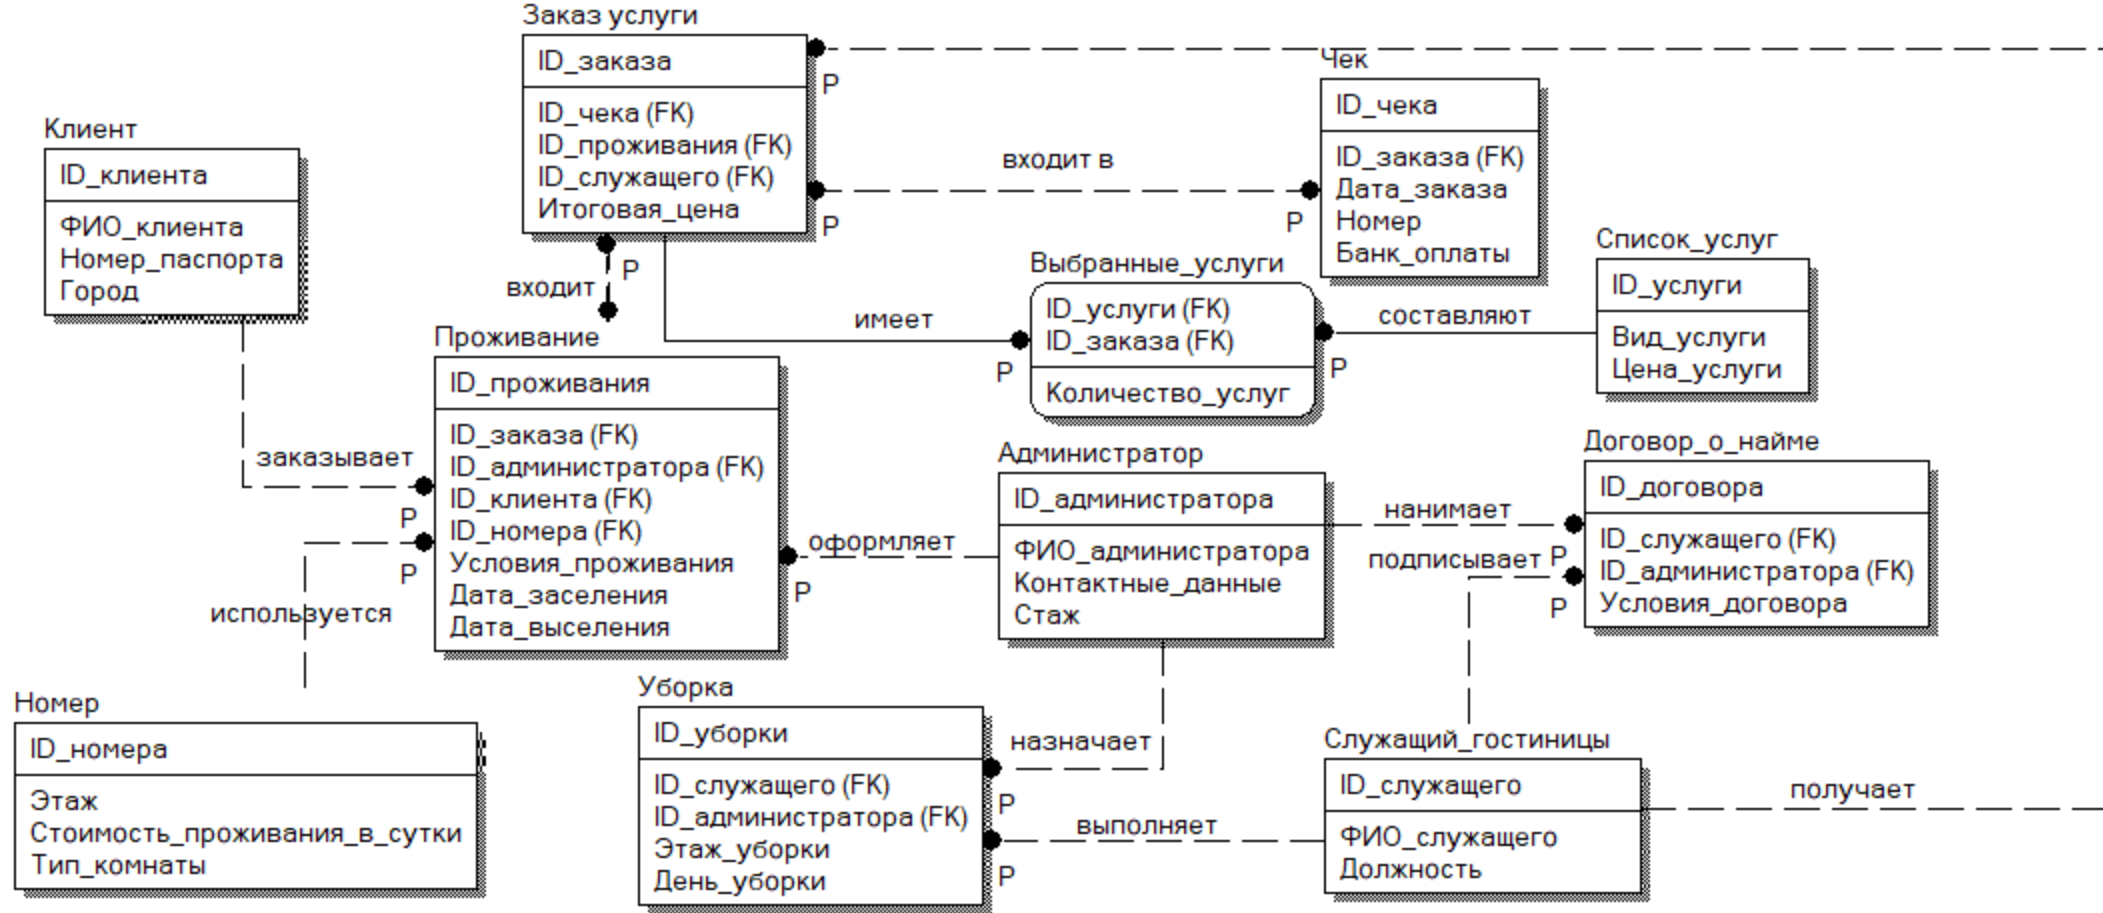 Заказ услуги
ID_заказа
ID_чека (FK)
ID_проживания (FK)
ID_служащего (FK)
Итоговая_цена
P
P
P
входит
входит в
P
Чек
ID_чека
ID_заказа (FK)
Дата_заказа
Номер
Банк_оплаты
Клиент
ID_клиента
ФИО_клиента
Номер_паспорта
Город
заказывает
P
Выбранные_услуги
ID_услуги (FK)
ID_заказа (FK)
Количество_услуг
имеет
P
составляют
P
Список_услуг
ID_услуги
Вид_услуги
Цена_услуги
Проживание
ID_проживания
ID_заказа (FK)
ID_администратора (FK)
ID_клиента (FK)
ID_номера (FK)
Условия_проживания
Дата_заселения
Дата_выселения
P
используется
оформляет
P
Администратор
ID_администратора
ФИО_администратора
Контактные_данные
Стаж
нанимает
P
подписывает
P
Договор_о_найме
ID_договора
ID_служащего (FK)
ID_администратора (FK)
Условия_договора
Номер
ID_номера
Этаж
Стоимость_проживания_в_сутки
Тип_комнаты
Уборка
ID_уборки
ID_служащего (FK)
ID_администратора (FK)
Этаж_уборки
День_уборки
назначает
P
выполняет
P
Служащий_гостиницы
ID_служащего
ФИО_служащего
Должность
получает